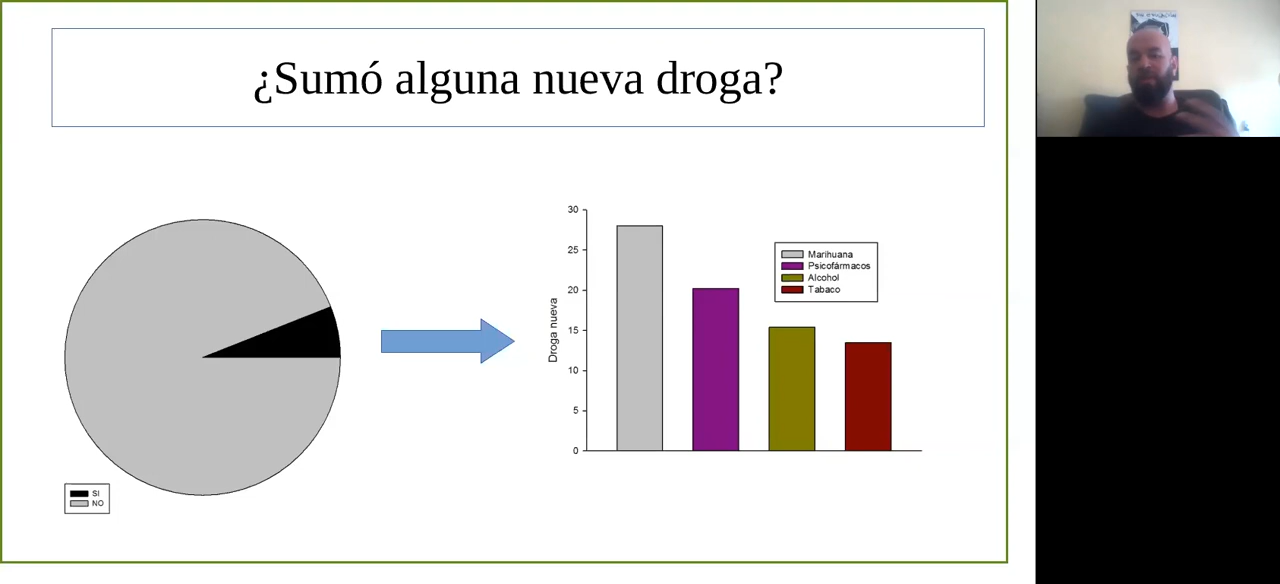 ¿Sumó alguna nueva droga?
SI
NO
Droga nueva
30
25
20
15
10
5
0
Marihuana
Psicofármacos
Alcohol
Tabaco